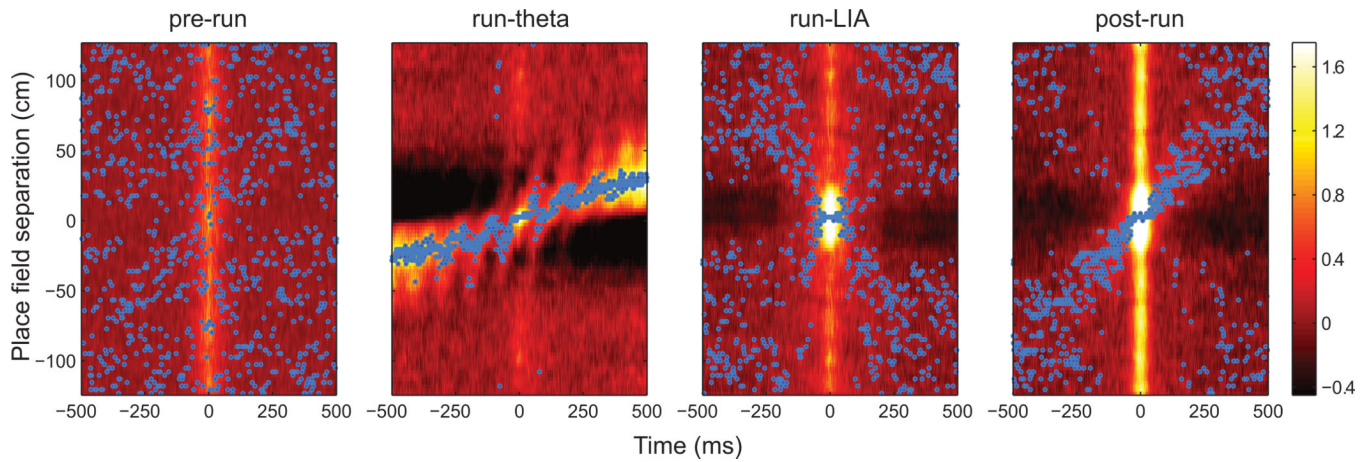 pre-run run-theta run-LIA post-run
Place field separation (cm)
100
50
0
−50
−100
−500 −250 0 250 500 −500 −250 0 250 500 −500 −250 0 250 500 −500 −250 0 250 500
Time (ms)
1.6
1.2
0.8
0.4
0
−0.4